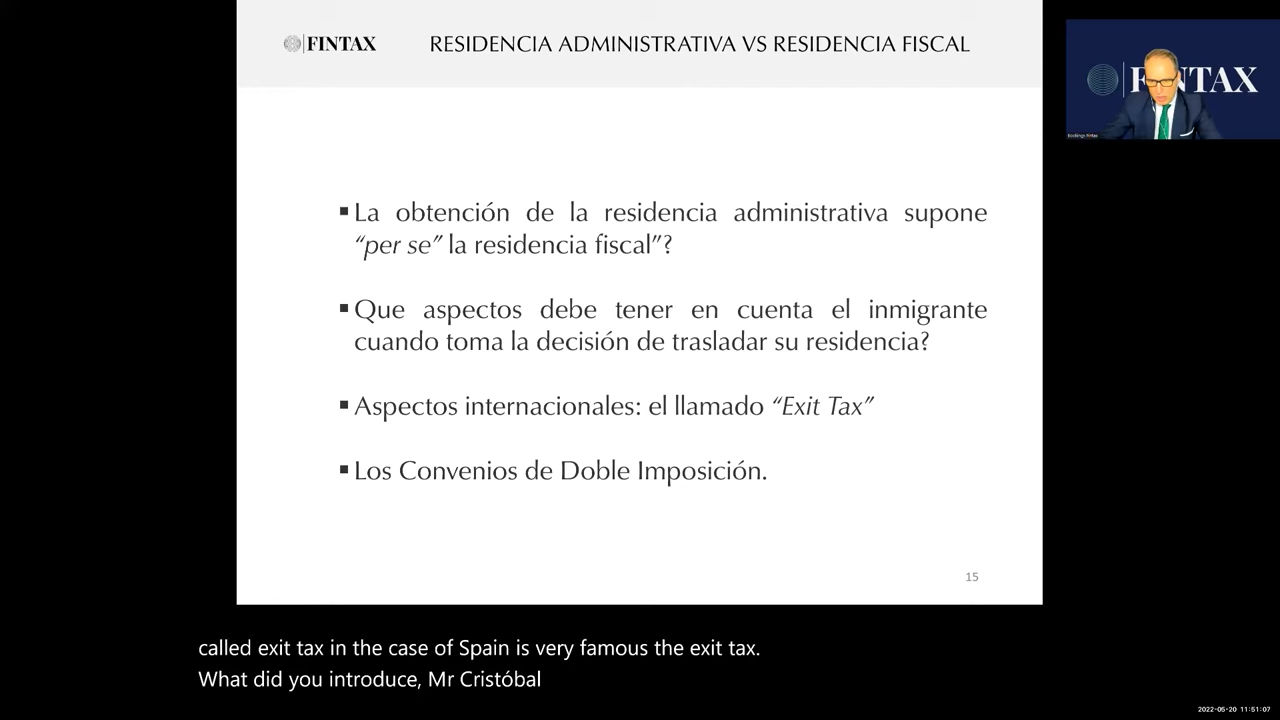 FINTAX
RESIDENCIA ADMINISTRATIVA VS RESIDENCIA FISCAL
FINTAX
▪ La obtención de la residencia administrativa supone
“per se” la residencia fiscal”?
▪ Que aspectos debe tener en cuenta el inmigrante
cuando toma la decisión de trasladar su residencia?
▪ Aspectos internacionales: el llamado “Exit Tax”
▪ Los Convenios de Doble Imposición.
15
called exit tax in the case of Spain is very famous the exit tax.
What did you introduce, Mr Cristóbal
2022-05-20 11:51:07